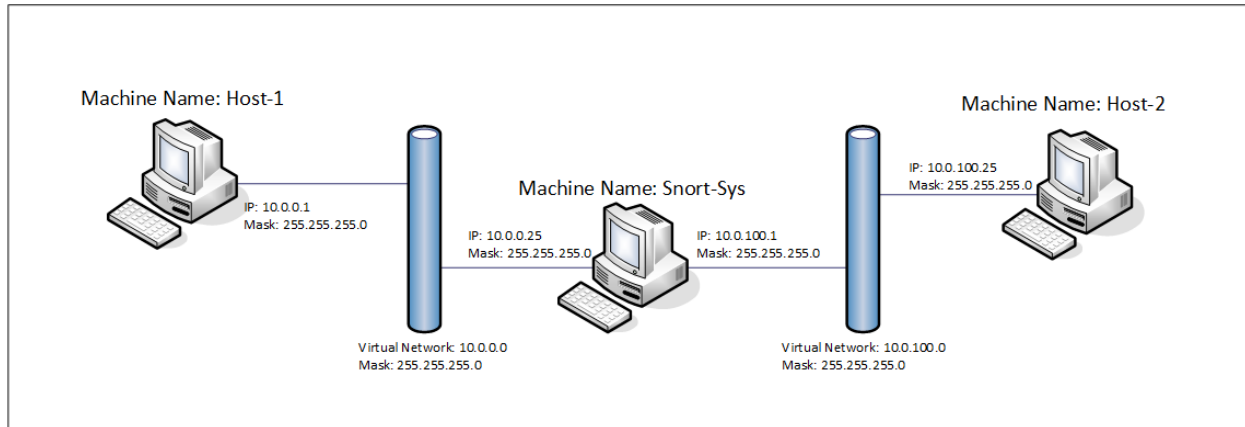 Machine Name: Host-1
IP: 10.0.0.1
Mask: 255.255.255.0
Virtual Network: 10.0.0.0
Mask: 255.255.255.0
Machine Name: Snort-Sys
IP: 10.0.0.25
Mask: 255.255.255.0
IP: 10.0.100.1
Mask: 255.255.255.0
Virtual Network: 10.0.100.0
Mask: 255.255.255.0
Machine Name: Host-2
IP: 10.0.100.25
Mask: 255.255.255.0